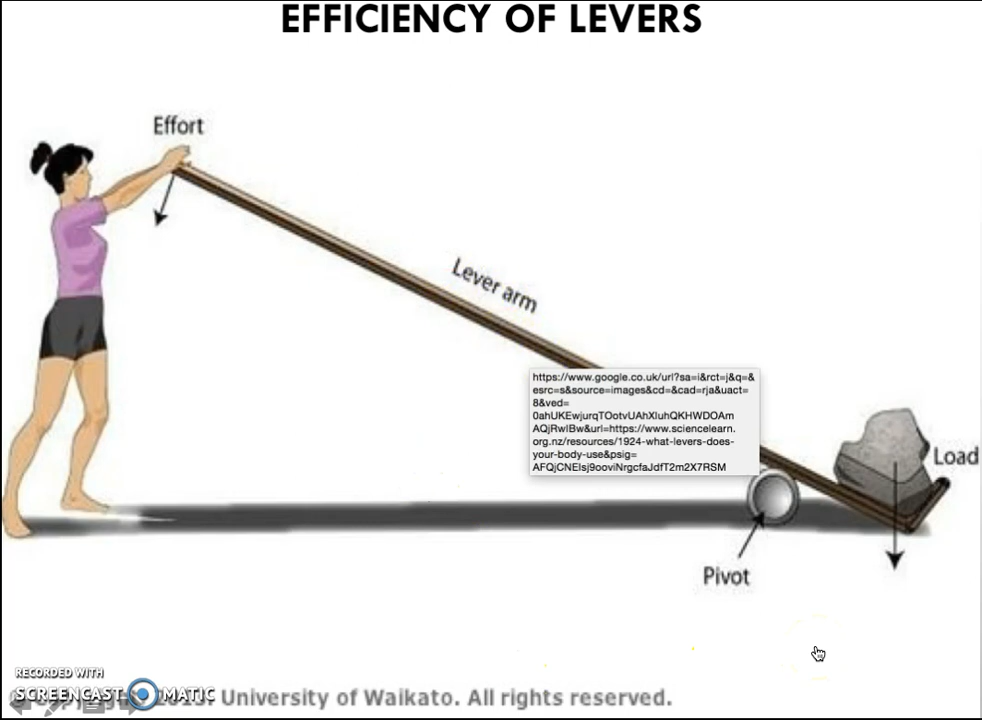 EFFICIENCY OF LEVERS
Effort
Lever arm
https://www.google.co.uk/url?sa=i&rct=j&q=&
esrc=s&source=images&cd=&cad=rja&uact=
8&ved=
0ahUKEwjurqTOotvUAhXluhQKHWDOAm
AQjRwIBw&url=https://www.sciencelearn.
org.nz/resources/1924-what-levers-does-
your-body-use&psig=
AFQjCNEIsj9ooviNrgcfaJdfT2m2X7RSM
Load
Pivot
RECORDED WITH
SCREENCAST MATIC
University of Waikato. All rights reserved.